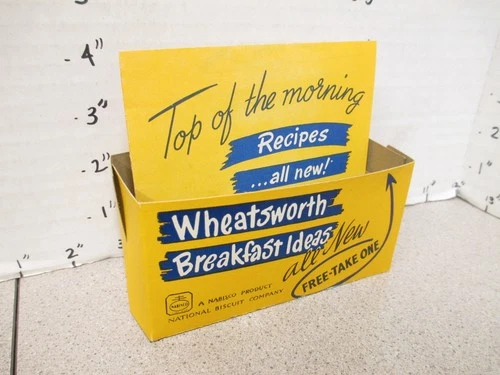 4"
3"
2"
1"
2"
Top of the morning
Recipes
...all new!
Wheatsworth
Breakfast Ideas
all New
FREE-TAKE ONE
A NABISCO PRODUCT
NATIONAL BISCUIT COMPANY